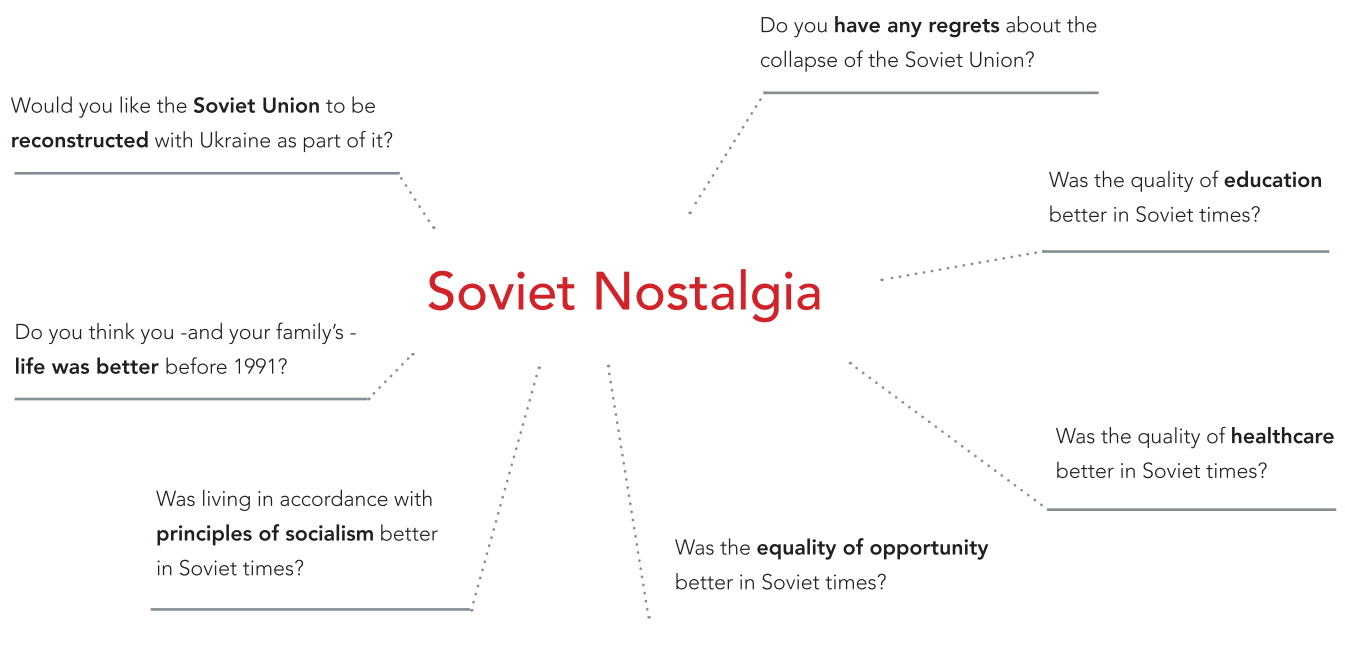 Do you have any regrets about the
collapse of the Soviet Union?
Would you like the Soviet Union to be
reconstructed with Ukraine as part of it?
Was the quality of education
better in Soviet times?
Soviet Nostalgia
Do you think you -and your family’s -
life was better before 1991?
Was the quality of healthcare
better in Soviet times?
Was living in accordance with
principles of socialism better
in Soviet times?
Was the equality of opportunity
better in Soviet times?